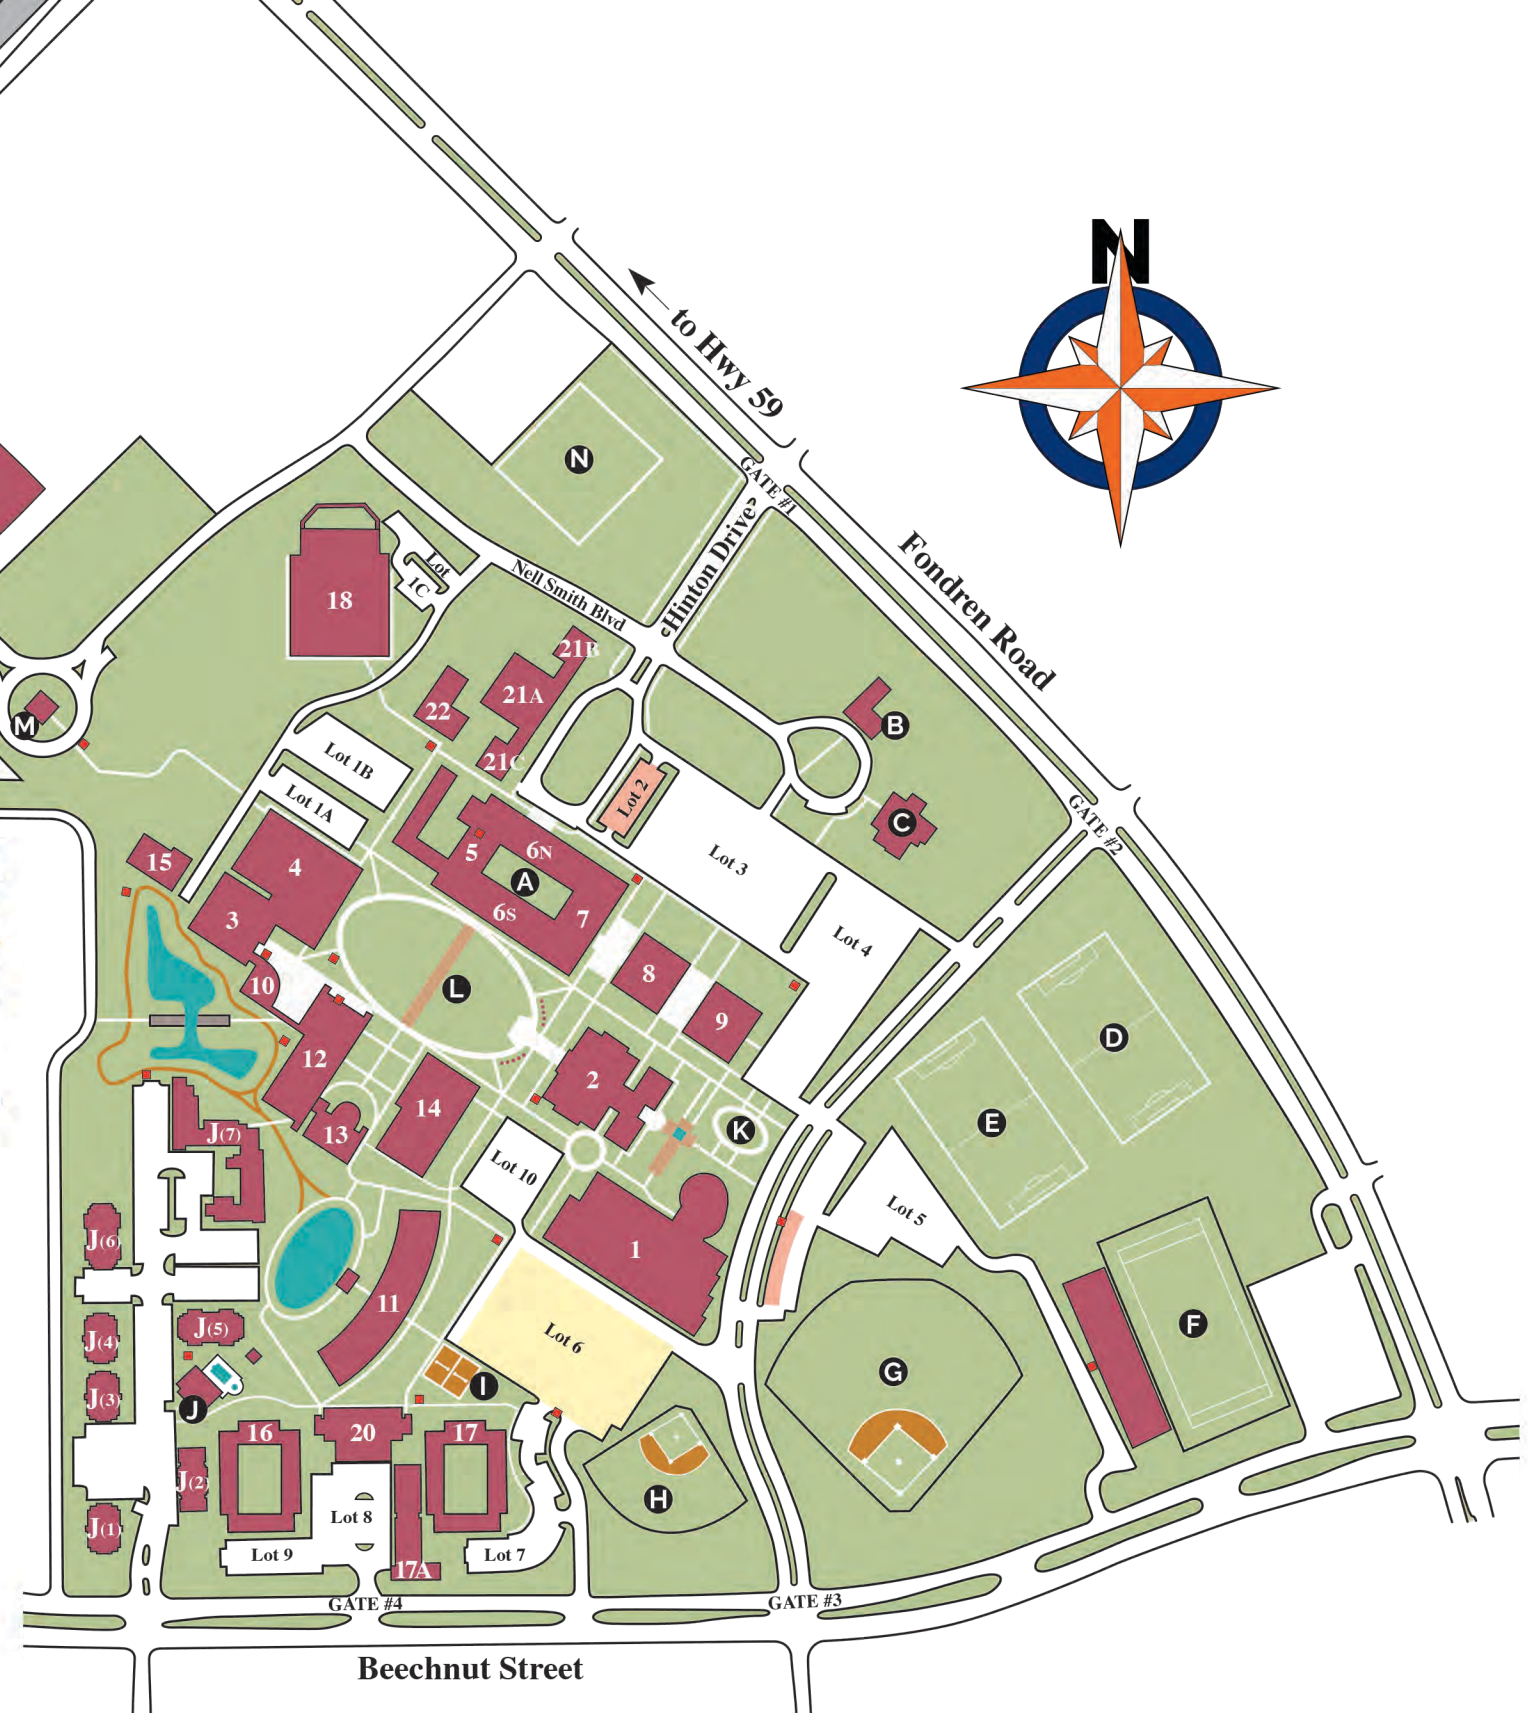 N
to Hwy 59
GATE #1
N
Hinton Drive
Fondren Road
Lot
1C
Nell Smith Blvd
18
21B
21A
22
21C
M
B
Lot 1B
Lot 1A
Lot 2
C
GATE #2
15
4
5
6N
A
6S
7
Lot 3
Lot 4
3
10
L
8
9
D
12
2
E
14
K
13
J(7)
Lot 10
Lot 5
J(6)
1
11
F
J(5)
J(4)
Lot 6
G
J(3)
I
J
16
20
17
J(2)
H
Lot 8
J(1)
Lot 9
Lot 7
17A
GATE #4
GATE #3
Beechnut Street